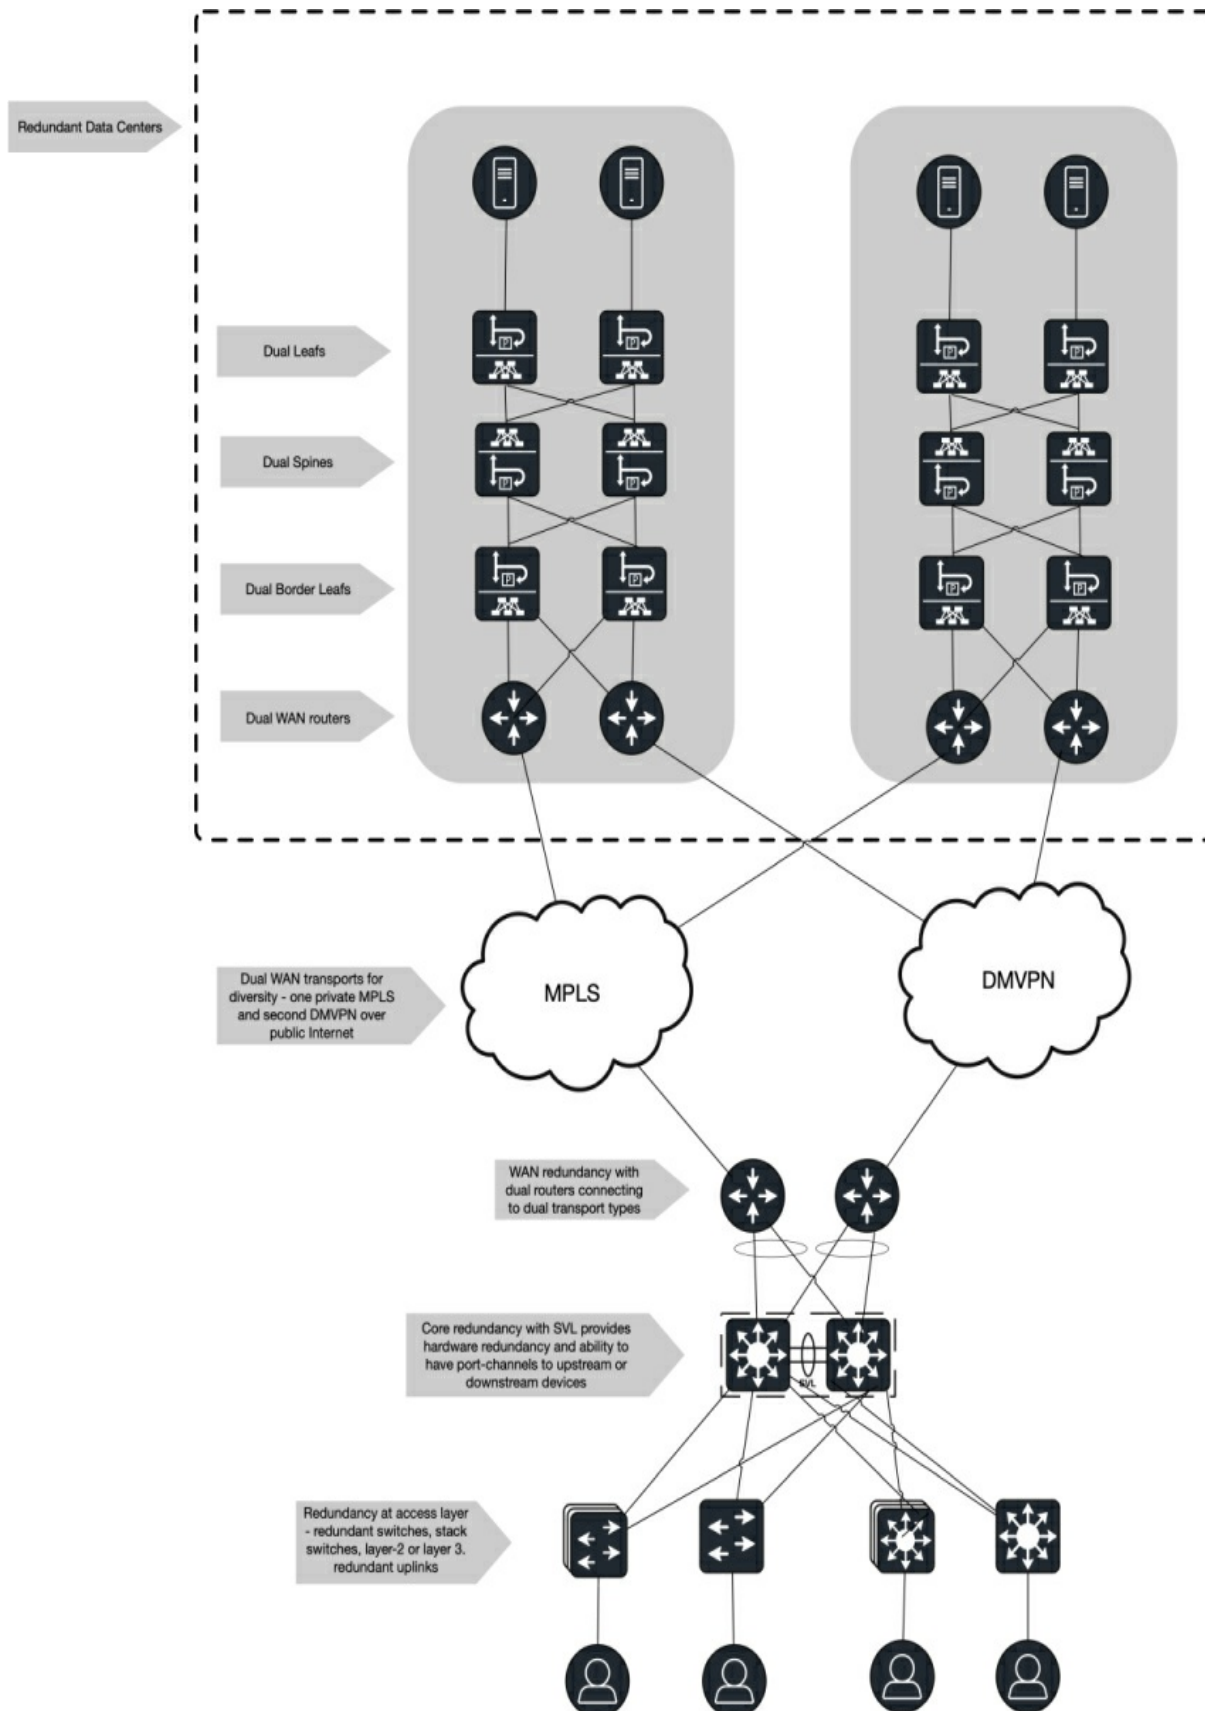 Redundant Data Centers
Dual Leafs
Dual Spines
Dual Border Leafs
Dual WAN routers
Dual WAN transports for
diversity - one private MPLS
and second DMVPN over
public Internet
MPLS
DMVPN
WAN redundancy with
dual routers connecting
to dual transport types
Core redundancy with SVL provides
hardware redundancy and ability to
have port-channels to upstream or
downstream devices
SVL
Redundancy at access layer
- redundant switches, stack
switches, layer-2 or layer 3.
redundant uplinks
P
P
P
P
P
P
P
P
P
P
P
P